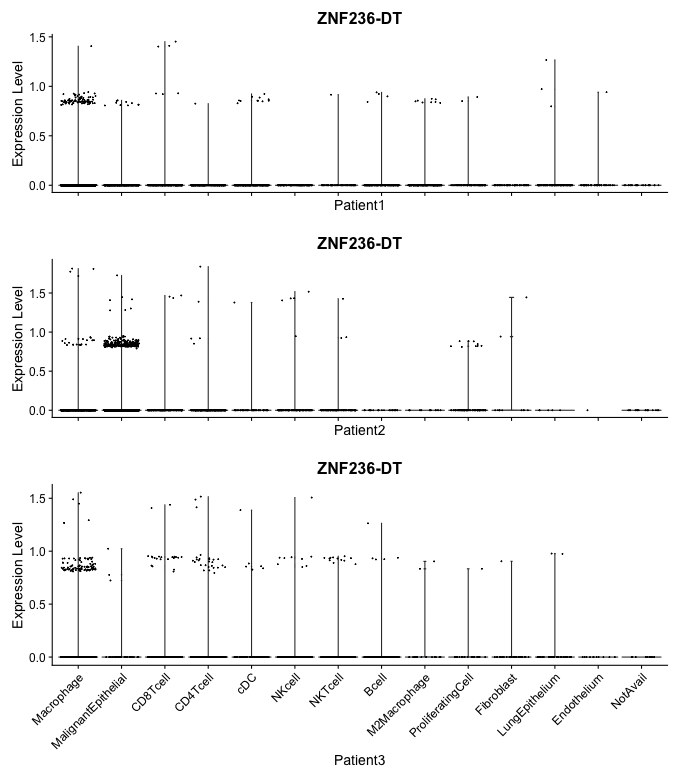 ZNF236-DT
Expression Level
1.5
1.0
0.5
0.0
Patient1
ZNF236-DT
Expression Level
1.5
1.0
0.5
0.0
Patient2
ZNF236-DT
Expression Level
1.5
1.0
0.5
0.0
Macrophage
MalignantEpithelial
CD8Tcell
CD4Tcell
cDC
NKcell
NKTcell
Bcell
M2Macrophage
ProliferatingCell
Fibroblast
LungEpithelium
Endothelium
NotAvail
Patient3